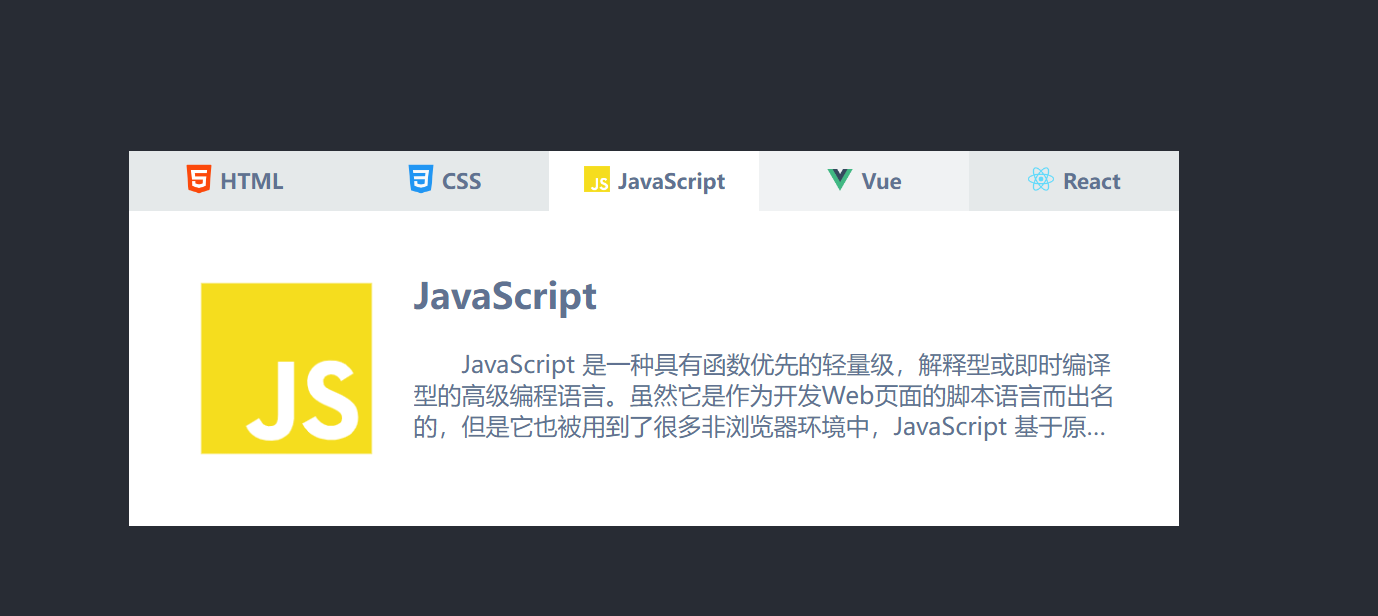 HTML CSS JavaScript Vue React
JS
JavaScript
JavaScript 是一种具有函数优先的轻量级，解释型或即时编译
型的高级编程语言。虽然它是作为开发Web页面的脚本语言而出名
的，但是它也被用到了很多非浏览器环境中，JavaScript 基于原...